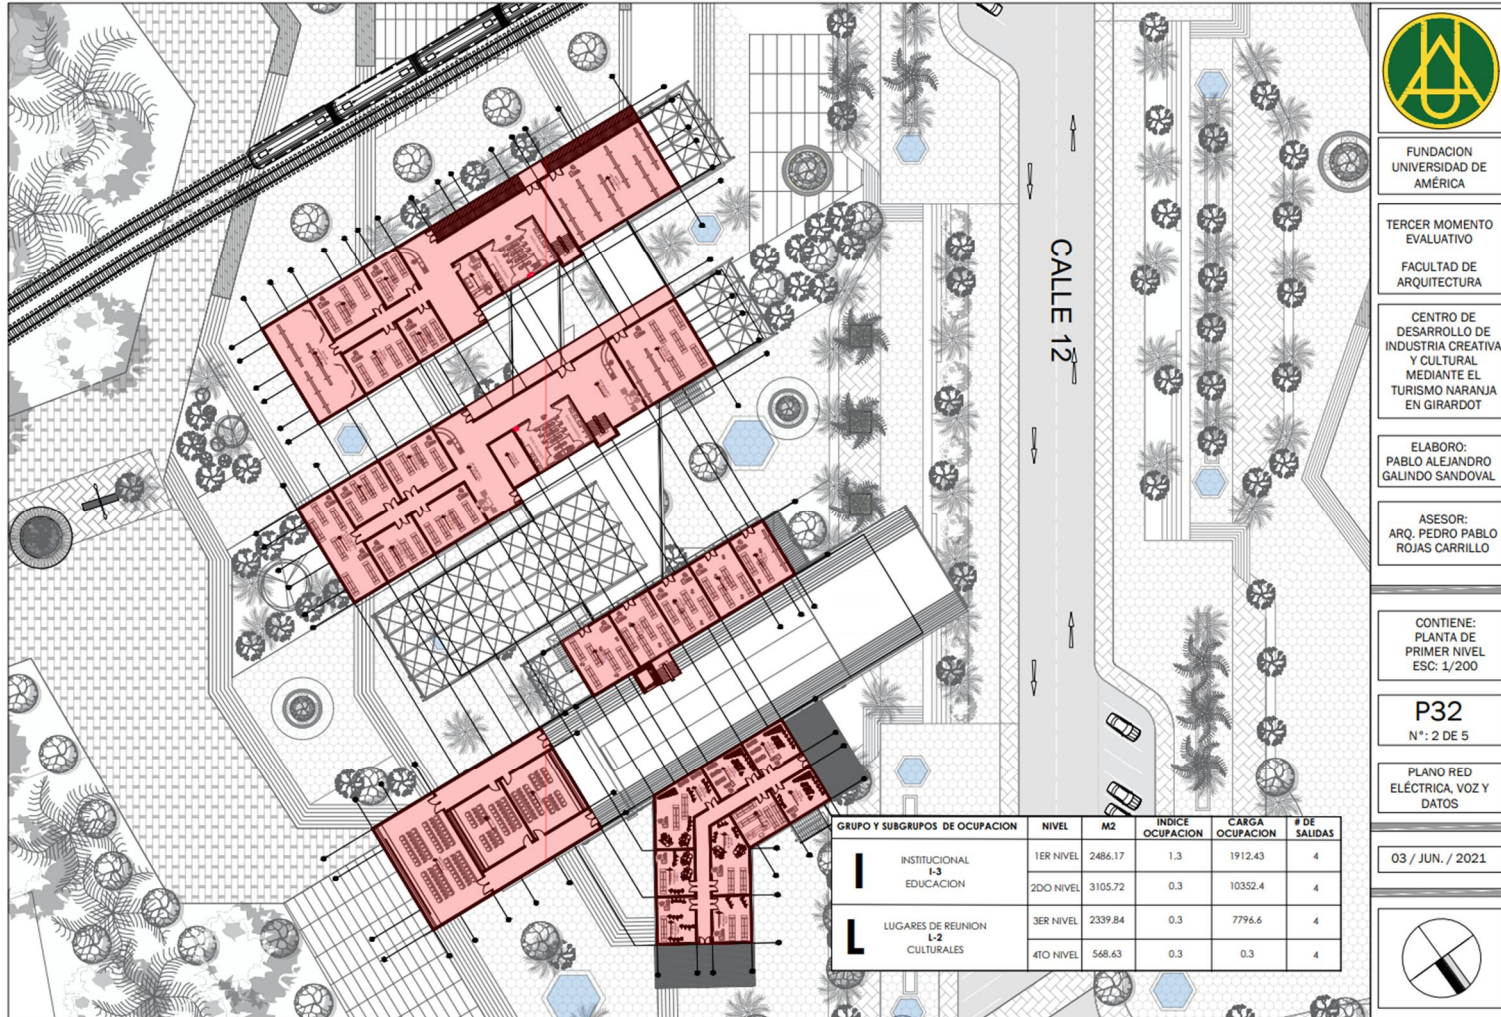 CALLE 12
FUNDACION
UNIVERSIDAD DE
AMÉRICA
TERCER MOMENTO
EVALUATIVO
FACULTAD DE
ARQUITECTURA
CENTRO DE
DESARROLLO DE
INDUSTRIA CREATIVA
Y CULTURAL
MEDIANTE EL
TURISMO NARANJA
EN GIRARDOT
ELABORO:
PABLO ALEJANDRO
GALINDO SANDOVAL
ASESOR:
ARQ. PEDRO PABLO
ROJAS CARRILLO
CONTIENE:
PLANTA DE
PRIMER NIVEL
ESC: 1/200
P32
N°: 2 DE 5
PLANO RED
ELÉCTRICA, VOZ Y
DATOS
03 / JUN. / 2021
GRUPO Y SUBGRUPOS DE OCUPACION NIVEL M2 INDICE OCUPACION CARGA OCUPACION # DE SALIDAS
I INSTITUCIONAL
I-3
EDUCACION
1ER NIVEL 2486.17 1.3 1912.43 4
2DO NIVEL 3105.72 0.3 10352.4 4
L LUGARES DE REUNION
L-2
CULTURALES
3ER NIVEL 2339.84 0.3 7796.6 4
4TO NIVEL 568.63 0.3 0.3 4